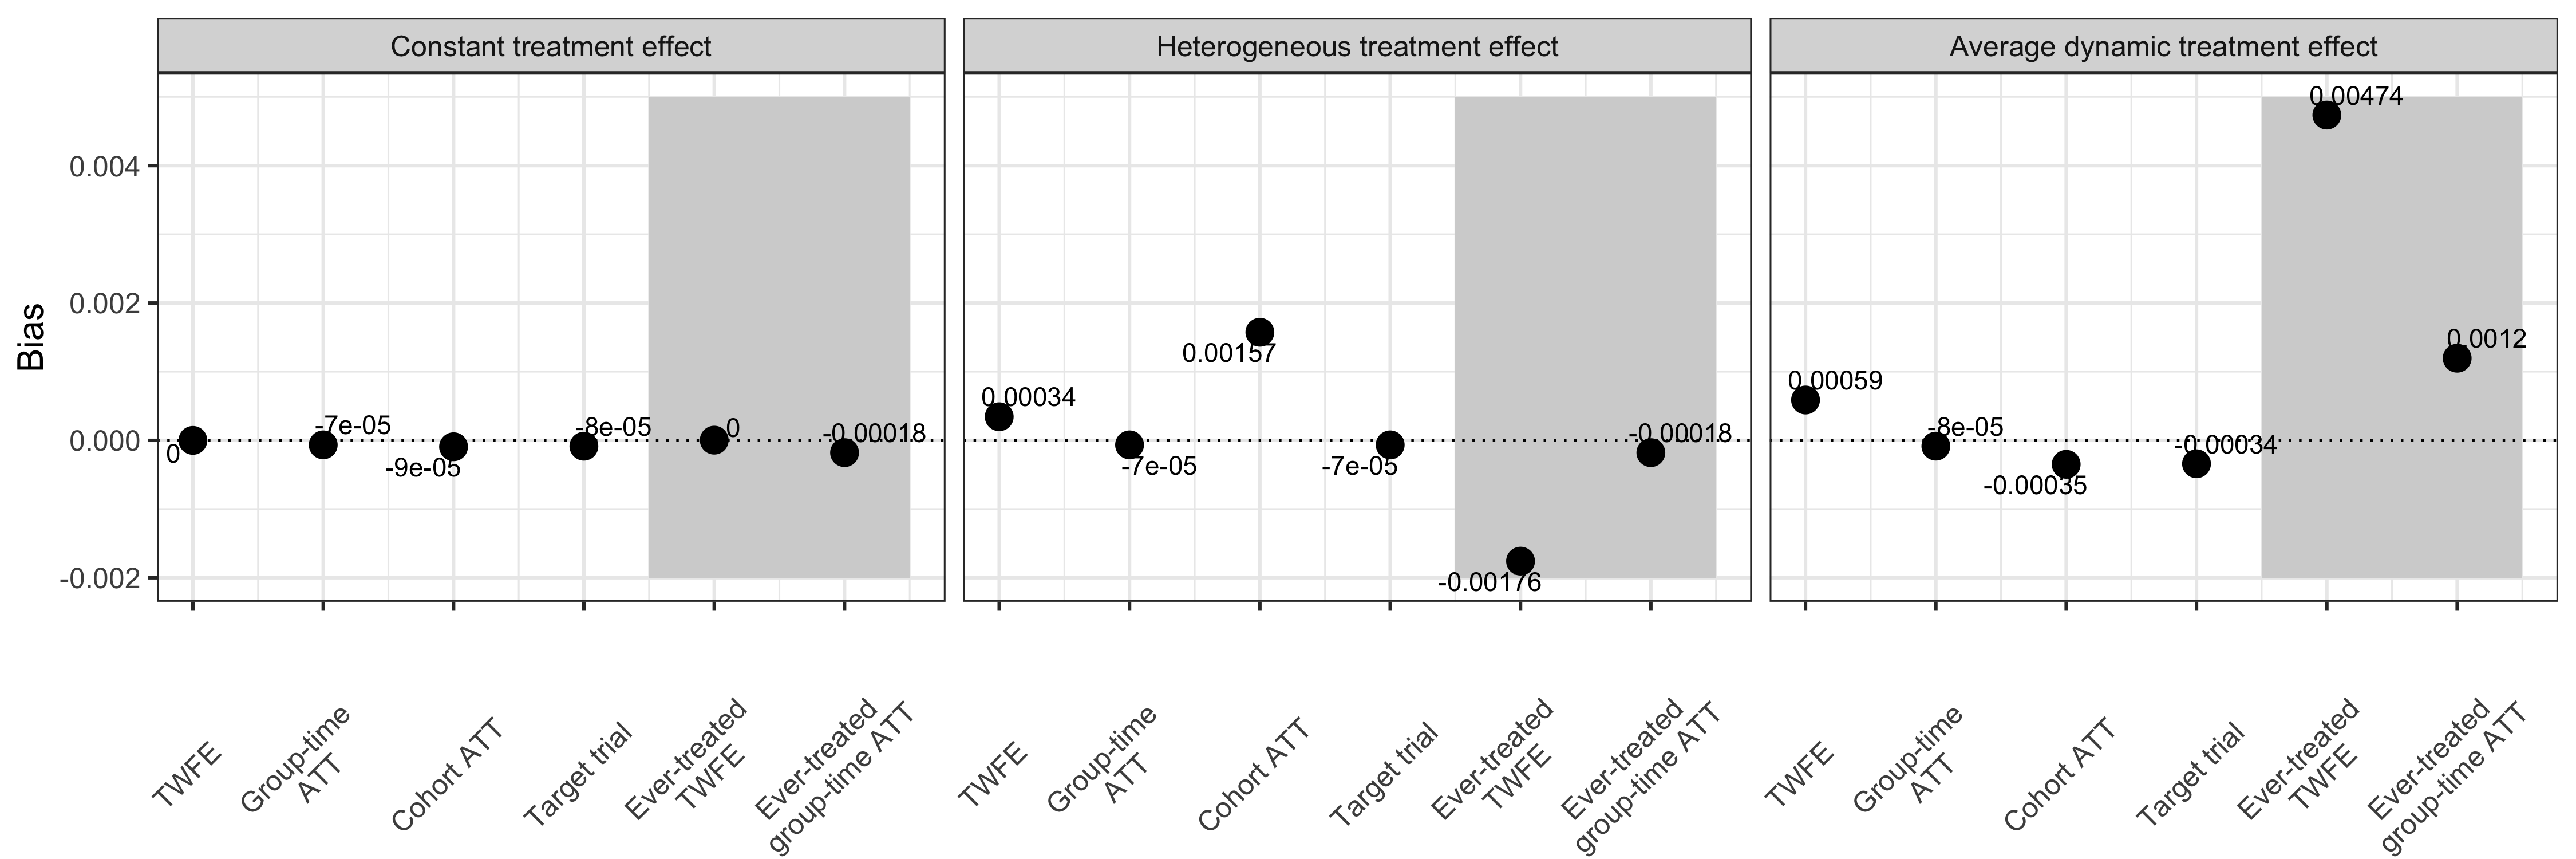 Constant treatment effect
Heterogeneous treatment effect
Average dynamic treatment effect
Bias
0.004
0.002
0.000
-0.002
0
-7e-05
-9e-05
-8e-05
0
-0.00018
0.00034
-7e-05
0.00157
-7e-05
-0.00176
-0.00018
0.00059
-8e-05
-0.00035
-0.00034
0.00474
0.0012
TWFE
Group-time
ATT
Cohort ATT
Target trial
Ever-treated
TWFE
Ever-treated
group-time ATT
TWFE
Group-time
ATT
Cohort ATT
Target trial
Ever-treated
TWFE
Ever-treated
group-time ATT
TWFE
Group-time
ATT
Cohort ATT
Target trial
Ever-treated
TWFE
Ever-treated
group-time ATT